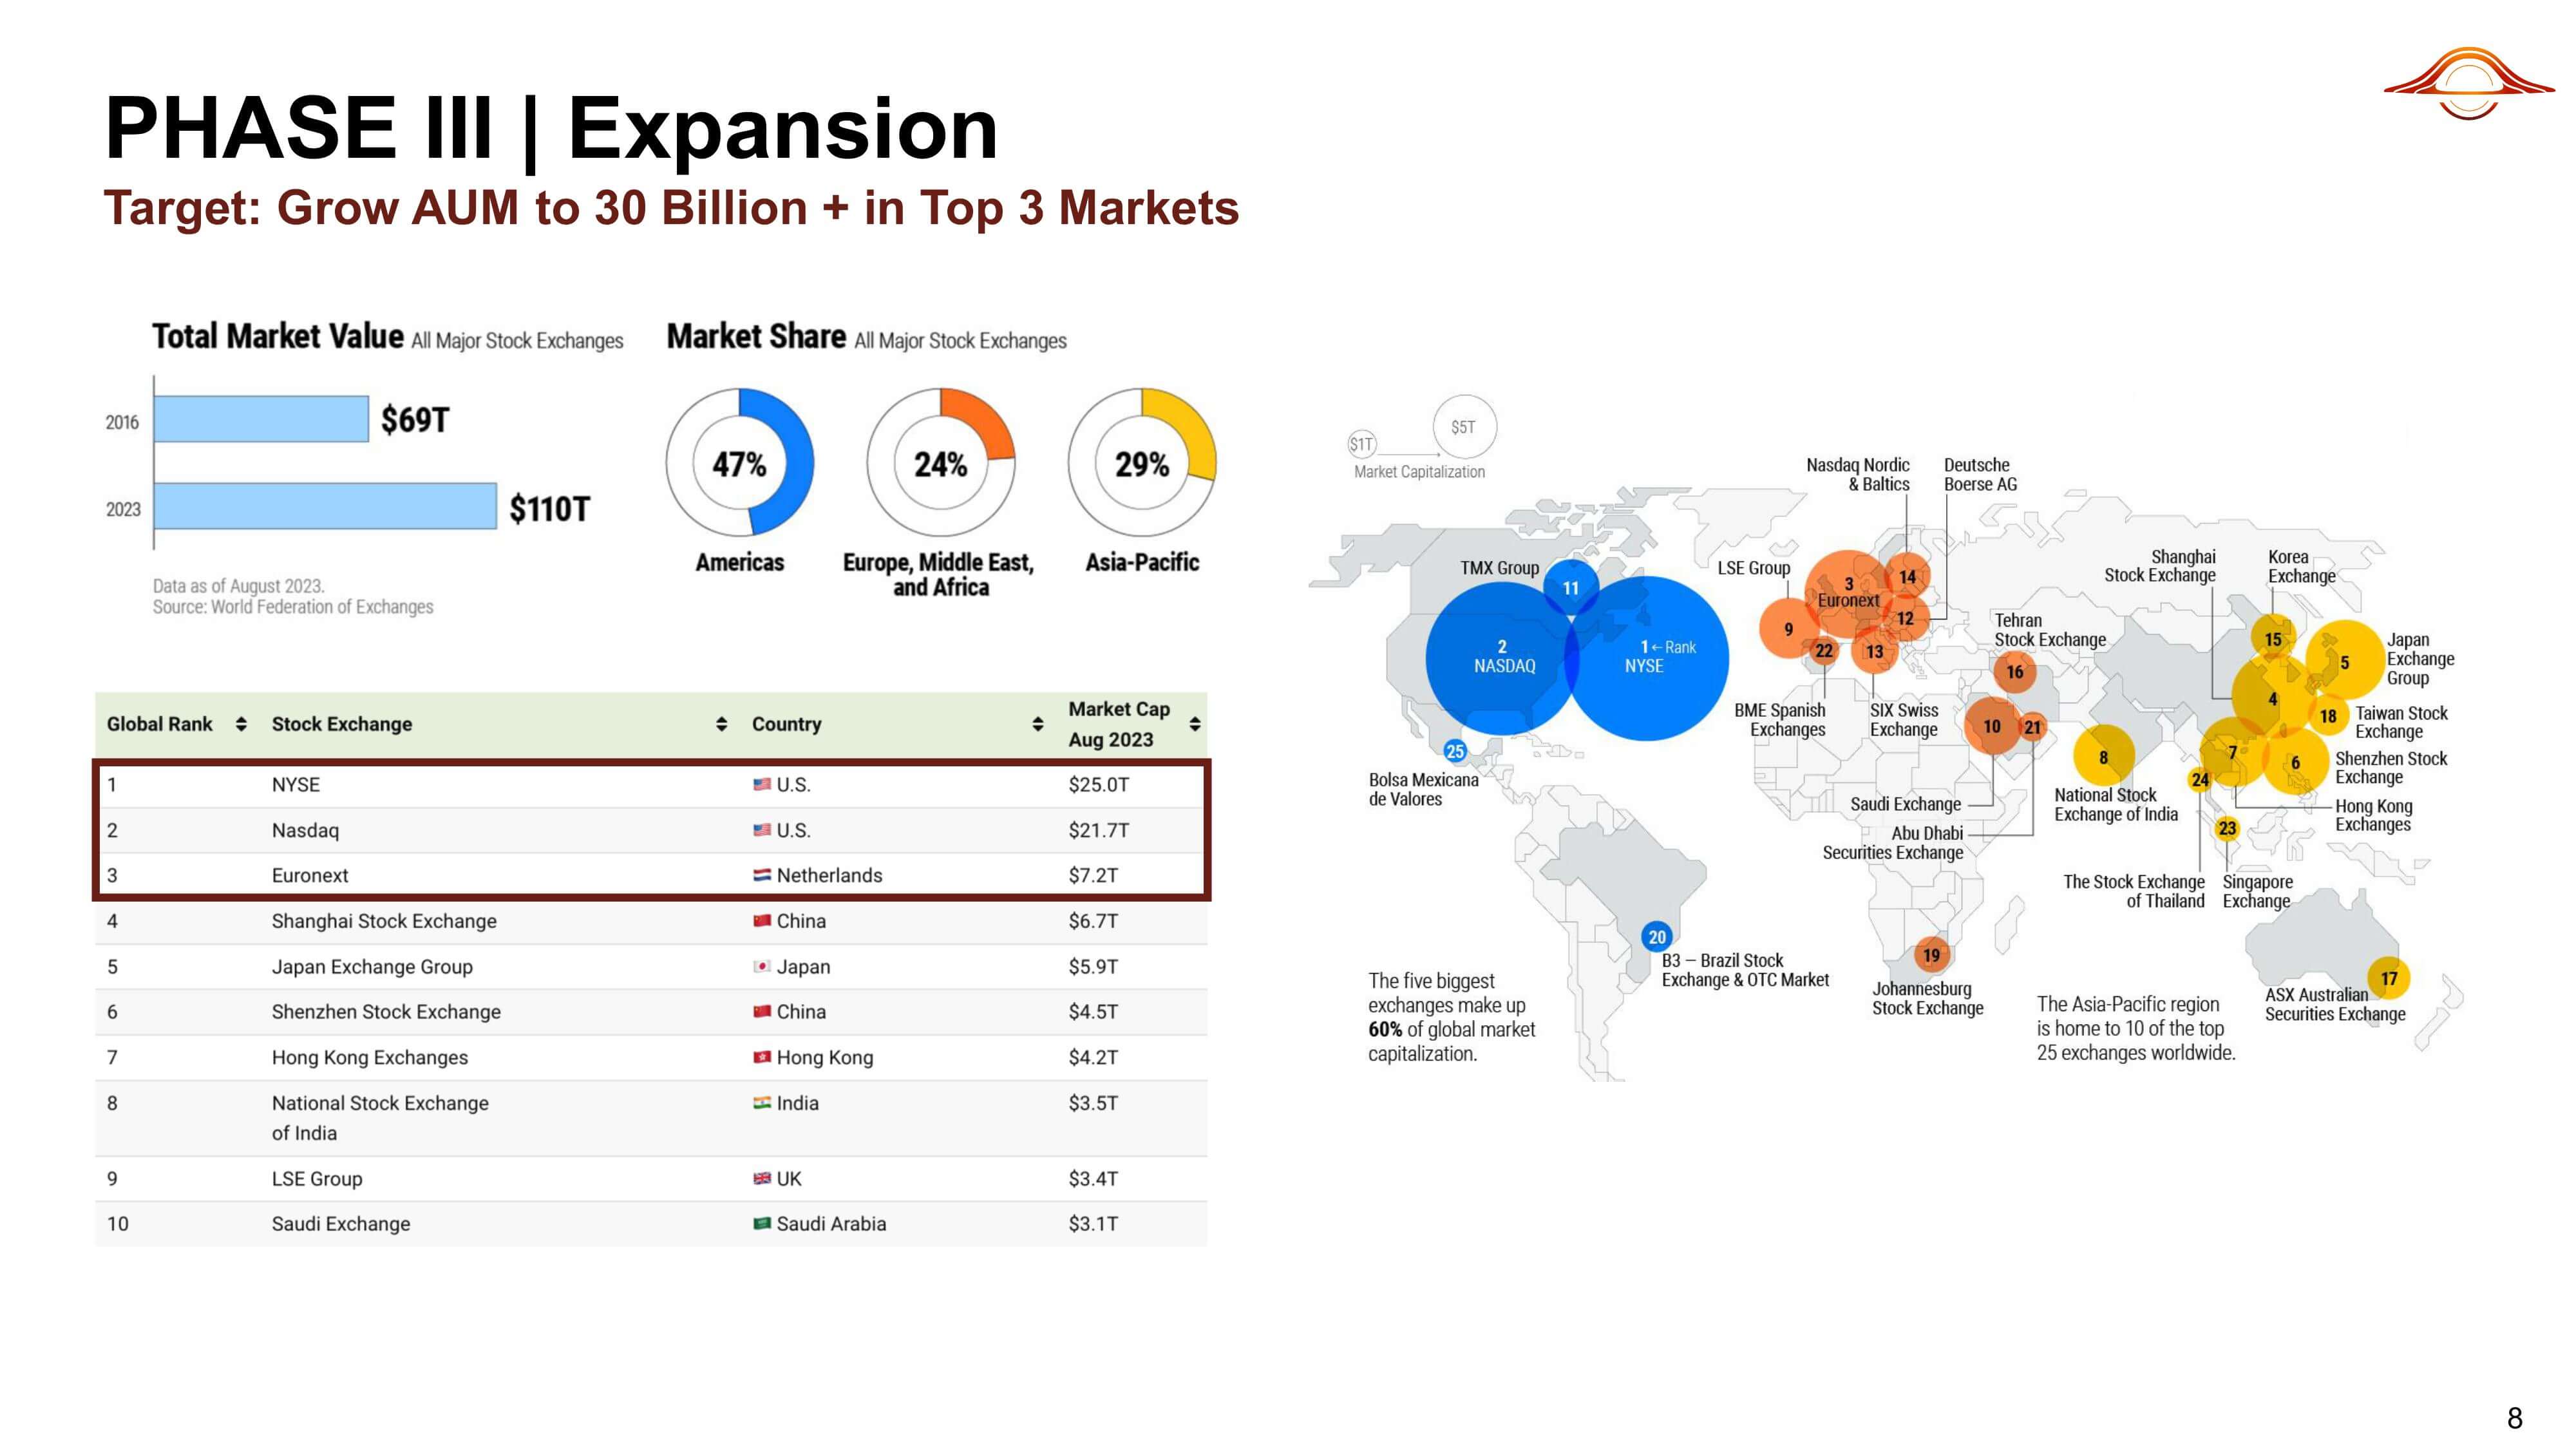 PHASE III | Expansion
Target: Grow AUM to 30 Billion + in Top 3 Markets
Total Market Value All Major Stock Exchanges
2016
$69T
2023
$110T
Data as of August 2023.
Source: World Federation of Exchanges
Market Share All Major Stock Exchanges
47%
Americas
24%
Europe, Middle East,
and Africa
29%
Asia-Pacific
Global Rank Stock Exchange Country Market Cap
Aug 2023
1 NYSE U.S. $25.0T
2 Nasdaq U.S. $21.7T
3 Euronext Netherlands $7.2T
4 Shanghai Stock Exchange China $6.7T
5 Japan Exchange Group Japan $5.9T
6 Shenzhen Stock Exchange China $4.5T
7 Hong Kong Exchanges Hong Kong $4.2T
8 National Stock Exchange India $3.5T
of India
9 LSE Group UK $3.4T
10 Saudi Exchange Saudi Arabia $3.1T
$1T
$5T
Market Capitalization
TMX Group
11
2
NASDAQ
1 ← Rank
NYSE
25
Bolsa Mexicana
de Valores
20
B3 – Brazil Stock
Exchange & OTC Market
The five biggest
exchanges make up
60% of global market
capitalization.
Nasdaq Nordic
& Baltics
14
Deutsche
Boerse AG
12
LSE Group
9
3
Euronext
22
BME Spanish
Exchanges
13
SIX Swiss
Exchange
Tehran
Stock Exchange
16
10
Saudi Exchange
21
Abu Dhabi
Securities Exchange
19
Johannesburg
Stock Exchange
Shanghai
Stock Exchange
4
Korea
Exchange
15
5
Japan
Exchange
Group
18
Taiwan Stock
Exchange
6
Shenzhen Stock
Exchange
7
Hong Kong
Exchanges
8
National Stock
Exchange of India
24
The Stock Exchange
of Thailand
23
Singapore
Exchange
17
ASX Australian
Securities Exchange
The Asia-Pacific region
is home to 10 of the top
25 exchanges worldwide.
8